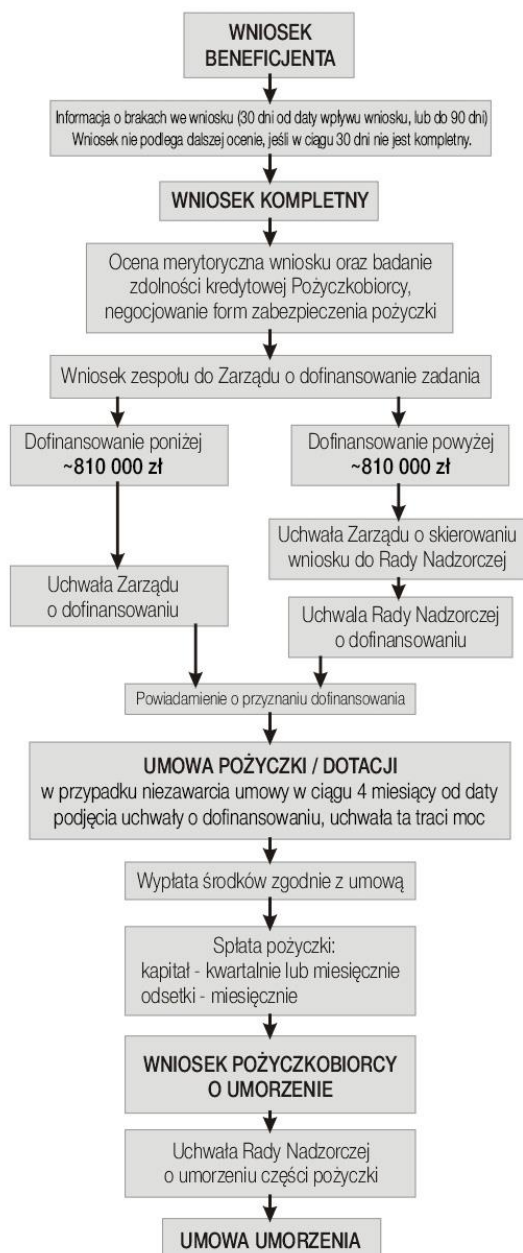 WNIOSEK
BENEFICJENTA
Informacja o brakach we wniosku (30 dni od daty wpływu wniosku, lub do 90 dni)
Wniosek nie podlega dalszej ocenie, jeśli w ciągu 30 dni nie jest kompletny.
WNIOSEK KOMPLETNY
Ocena merytoryczna wniosku oraz badanie
zdolności kredytowej Pożyczkobiorcy,
negocjowanie form zabezpieczenia pożyczki
Wniosek zespołu do Zarządu o dofinansowanie zadania
Dofinansowanie poniżej
~810 000 zł
Dofinansowanie powyżej
~810 000 zł
Uchwała Zarządu o skierowaniu
wniosku do Rady Nadzorczej
Uchwała Zarządu
o dofinansowaniu
Uchwala Rady Nadzorczej
o dofinansowaniu
Powiadamienie o przyznaniu dofinansowania
UMOWA POŻYCZKI / DOTACJI
w przypadku niezawarcia umowy w ciągu 4 miesiący od daty
podjęcia uchwały o dofinansowaniu, uchwała ta traci moc
Wypłata środków zgodnie z umową
Spłata pożyczki:
kapitał - kwartalnie lub miesięcznie
odsetki - miesięcznie
WNIOSEK POŻYCZKOBIORCY
O UMORZENIE
Uchwała Rady Nadzorczej
o umorzeniu części pożyczki
UMOWA UMORZENIA